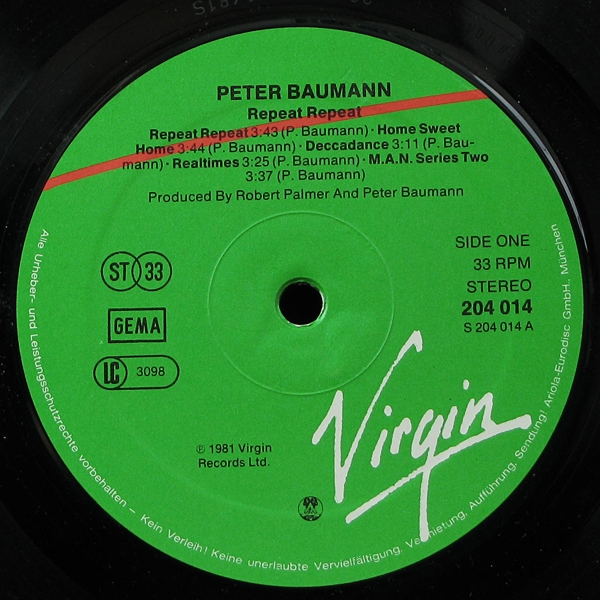 PETER BAUMANN
Repeat Repeat
Repeat Repeat 3:43 (P. Baumann) · Home Sweet
Home 3:44 (P. Baumann) · Deccadance 3:11 (P. Bau-
mann) · Realtimes 3:25 (P. Baumann) · M.A.N. Series Two
3:37 (P. Baumann)
Produced By Robert Palmer And Peter Baumann
ST 33
GEMA
LC 3098
SIDE ONE
33 RPM
STEREO
204 014
S 204 014 A
Virgin
℗ 1981 Virgin
Records Ltd.
Alle Urheber- und Leistungsschutzrechte vorbehalten – Kein Verleih! Keine unerlaubte Vervielfältigung, Vermietung, Aufführung, Sendung! Ariola-Eurodisc GmbH., München